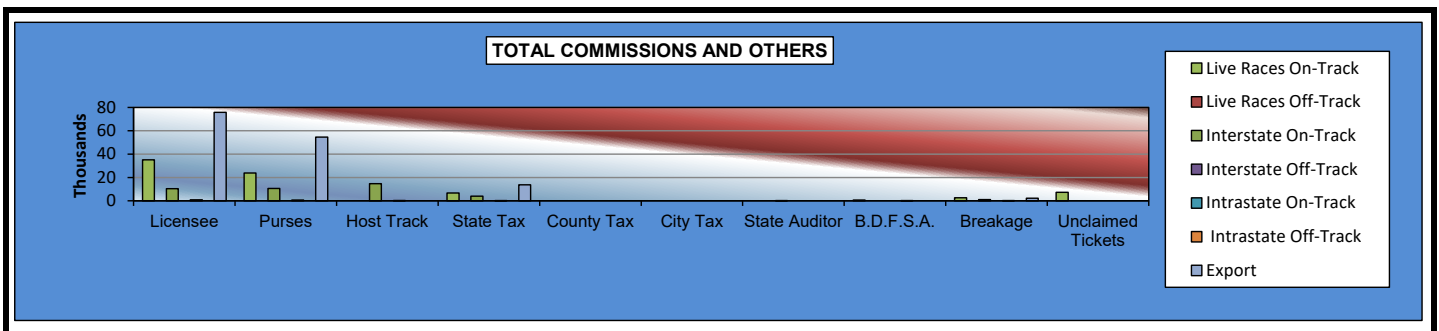 TOTAL COMMISSIONS AND OTHERS
Thousands
80
60
40
20
0
Licensee
Purses
Host Track
State Tax
County Tax
City Tax
State Auditor
B.D.F.S.A.
Breakage
Unclaimed
Tickets
Live Races On-Track
Live Races Off-Track
Interstate On-Track
Interstate Off-Track
Intrastate On-Track
Intrastate Off-Track
Export